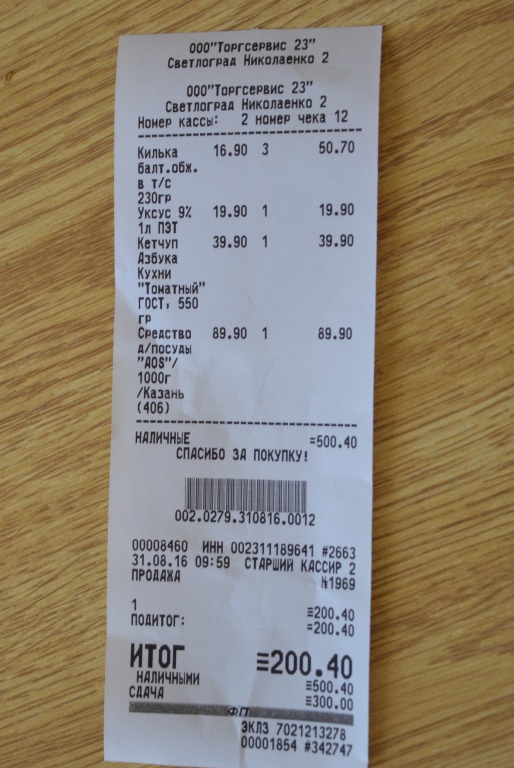 ООО"Торгсервис 23"
Светлоград Николаенко 2
ООО"Торгсервис 23"
Светлоград Николаенко 2
Номер кассы: 2 номер чека 12
Килька 16.90 3 50.70
балт.обж.
в т/с
230гр
Уксус 9% 19.90 1 19.90
1л ПЭТ
Кетчуп 39.90 1 39.90
Азбука
Кухни
"Томатный"
ГОСТ, 550
гр
Средство 89.90 1 89.90
д/посуды
"AOS"/
1000г
/Казань
(406)
НАЛИЧНЫЕ =500.40
СПАСИБО ЗА ПОКУПКУ!
002.0279.310816.0012
00008460 ИНН 002311189641 #2663
31.08.16 09:59 СТАРШИЙ КАССИР 2
ПРОДАЖА №1969
1 ≡200.40
ПОДИТОГ: =200.40
ИТОГ ≡200.40
НАЛИЧНЫМИ ≡500.40
СДАЧА ≡300.00
ФП
ЭКЛЗ 7021213278
00001854 #342747